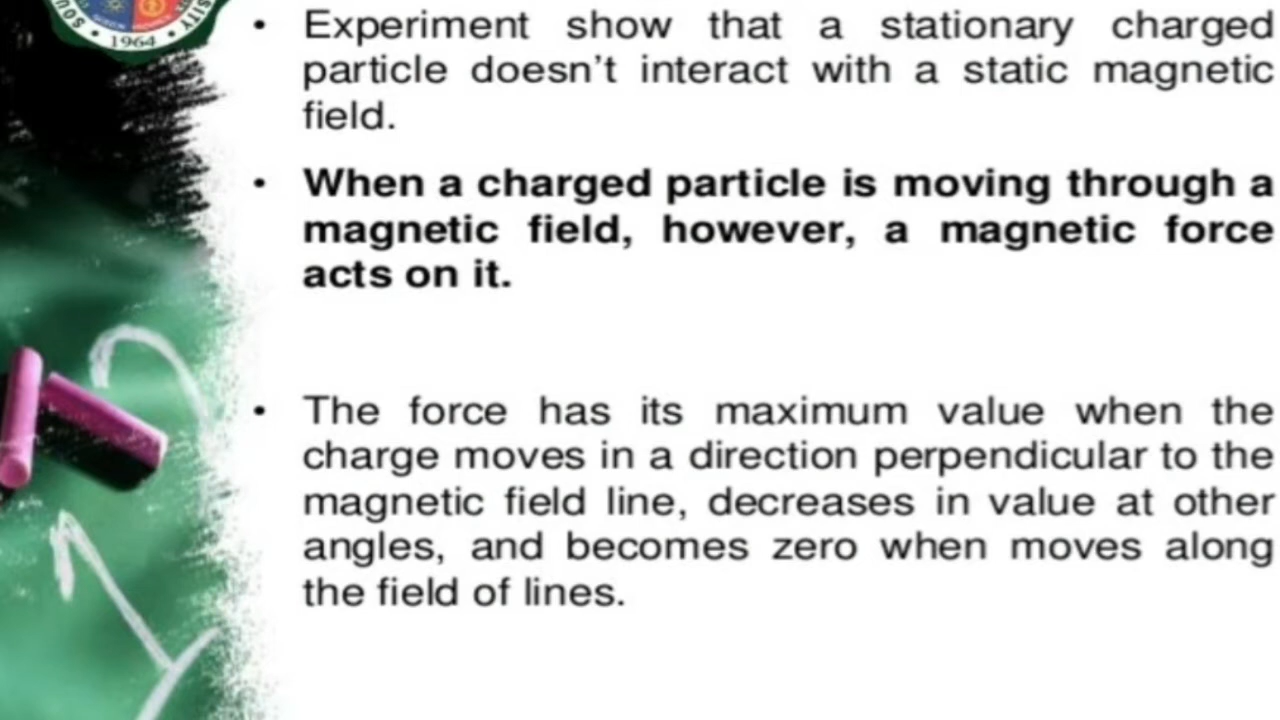 1964
• Experiment show that a stationary charged
particle doesn't interact with a static magnetic
field.
• When a charged particle is moving through a
magnetic field, however, a magnetic force
acts on it.
• The force has its maximum value when the
charge moves in a direction perpendicular to the
magnetic field line, decreases in value at other
angles, and becomes zero when moves along
the field of lines.